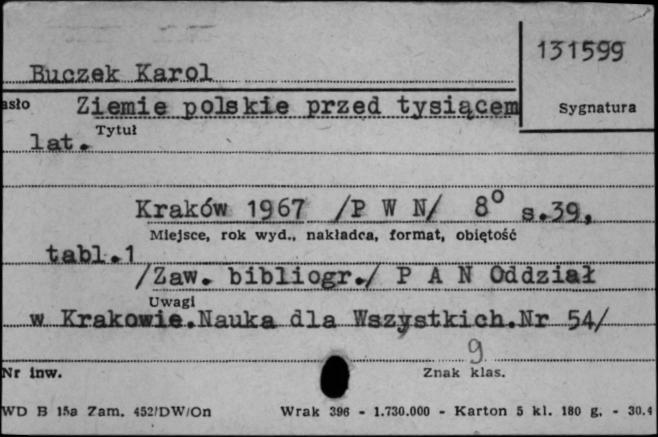 131599
Buczek Karol
asło Ziemie polskie przed tysiącem Sygnatura
Tytuł
lat.
Kraków 1967 /P W N/ 8° s.39,
Miejsce, rok wyd., nakładca, format, objętość
tabl.1
/Zaw. bibliogr./ P A N Oddział
Uwagi
w Krakowie.Nauka dla Wszystkich.Nr 54/
9
Nr inw. Znak klas.
WD B 15a Zam. 452/DW/On Wrak 396 - 1.730.000 - Karton 5 kl. 180 g. - 30.4